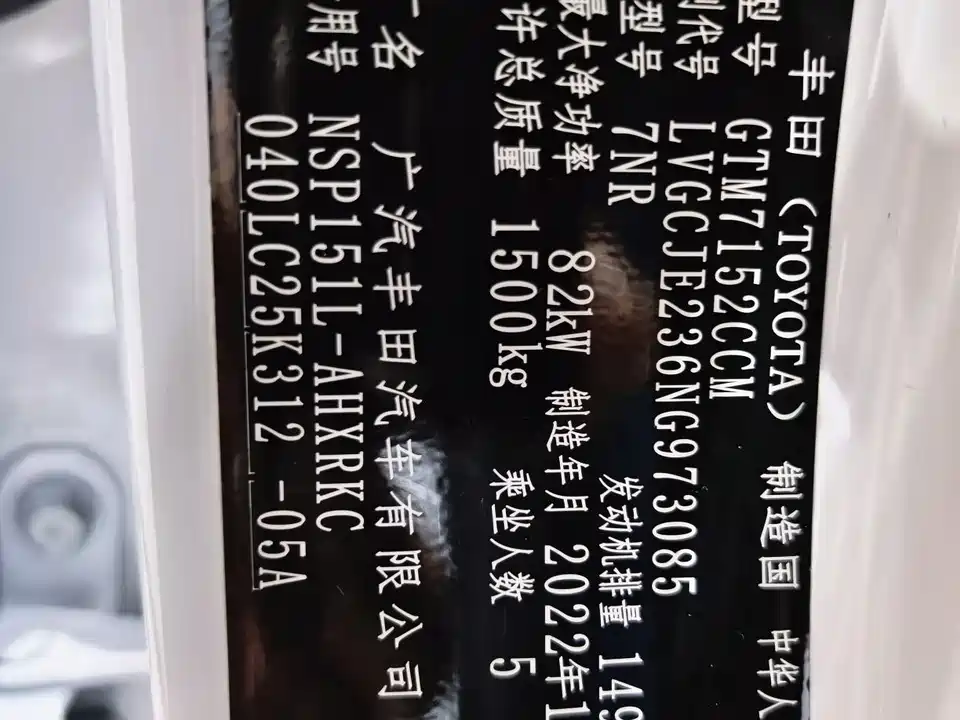 丰田 (TOYOTA) 制造国 中华人
型号 GTM7152CCM
代号 LVGCJE236NG973085
型号 7NR 发动机排量 149
最大净功率 82kW 制造年月 2022年1
许总质量 1500kg 乘坐人数 5
厂名 广汽丰田汽车有限公司
用号 NSP151L-AHXRKC
040LC25K312 -05A